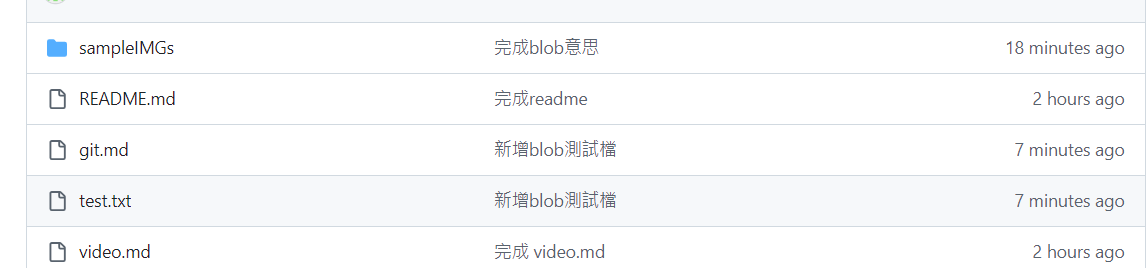 sampleIMGs 完成blob意思 18 minutes ago
README.md 完成readme 2 hours ago
git.md 新增blob測試檔 7 minutes ago
test.txt 新增blob測試檔 7 minutes ago
video.md 完成 video.md 2 hours ago